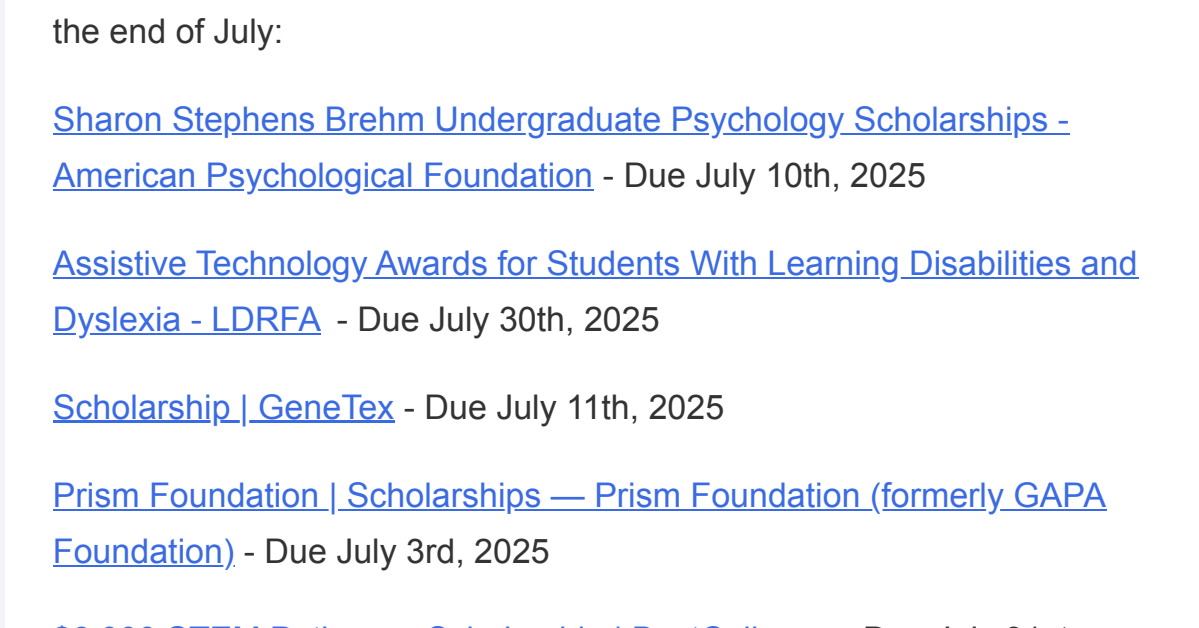 the end of July:
Sharon Stephens Brehm Undergraduate Psychology Scholarships -
American Psychological Foundation - Due July 10th, 2025
Assistive Technology Awards for Students With Learning Disabilities and
Dyslexia - LDRFA - Due July 30th, 2025
Scholarship | GeneTex - Due July 11th, 2025
Prism Foundation | Scholarships — Prism Foundation (formerly GAPA
Foundation) - Due July 3rd, 2025